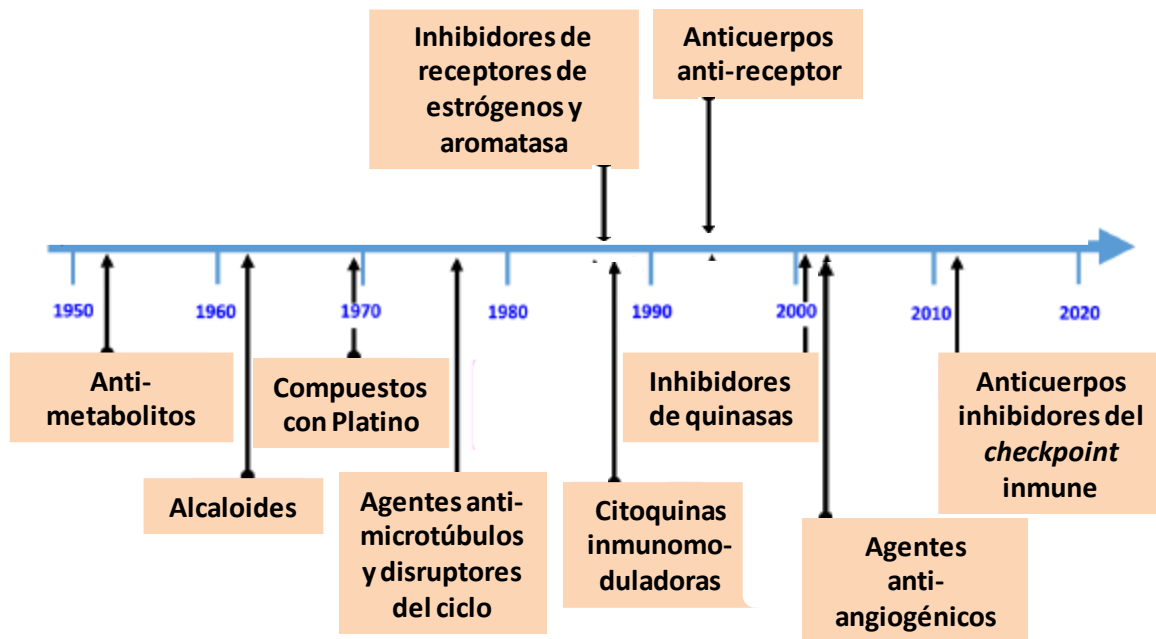 Inhibidores de
receptores de
estrógenos y
aromatasa
Anticuerpos
anti-receptor
1950
1960
1970
1980
1990
2000
2010
2020
Anti-
metabolitos
Compuestos
con Platino
Inhibidores
de quinasas
Anticuerpos
inhibidores del
checkpoint
inmune
Alcaloides
Agentes anti-
microtúbulos
y disruptores
del ciclo
Citoquinas
inmunomo-
duladoras
Agentes
anti-
angiogénicos